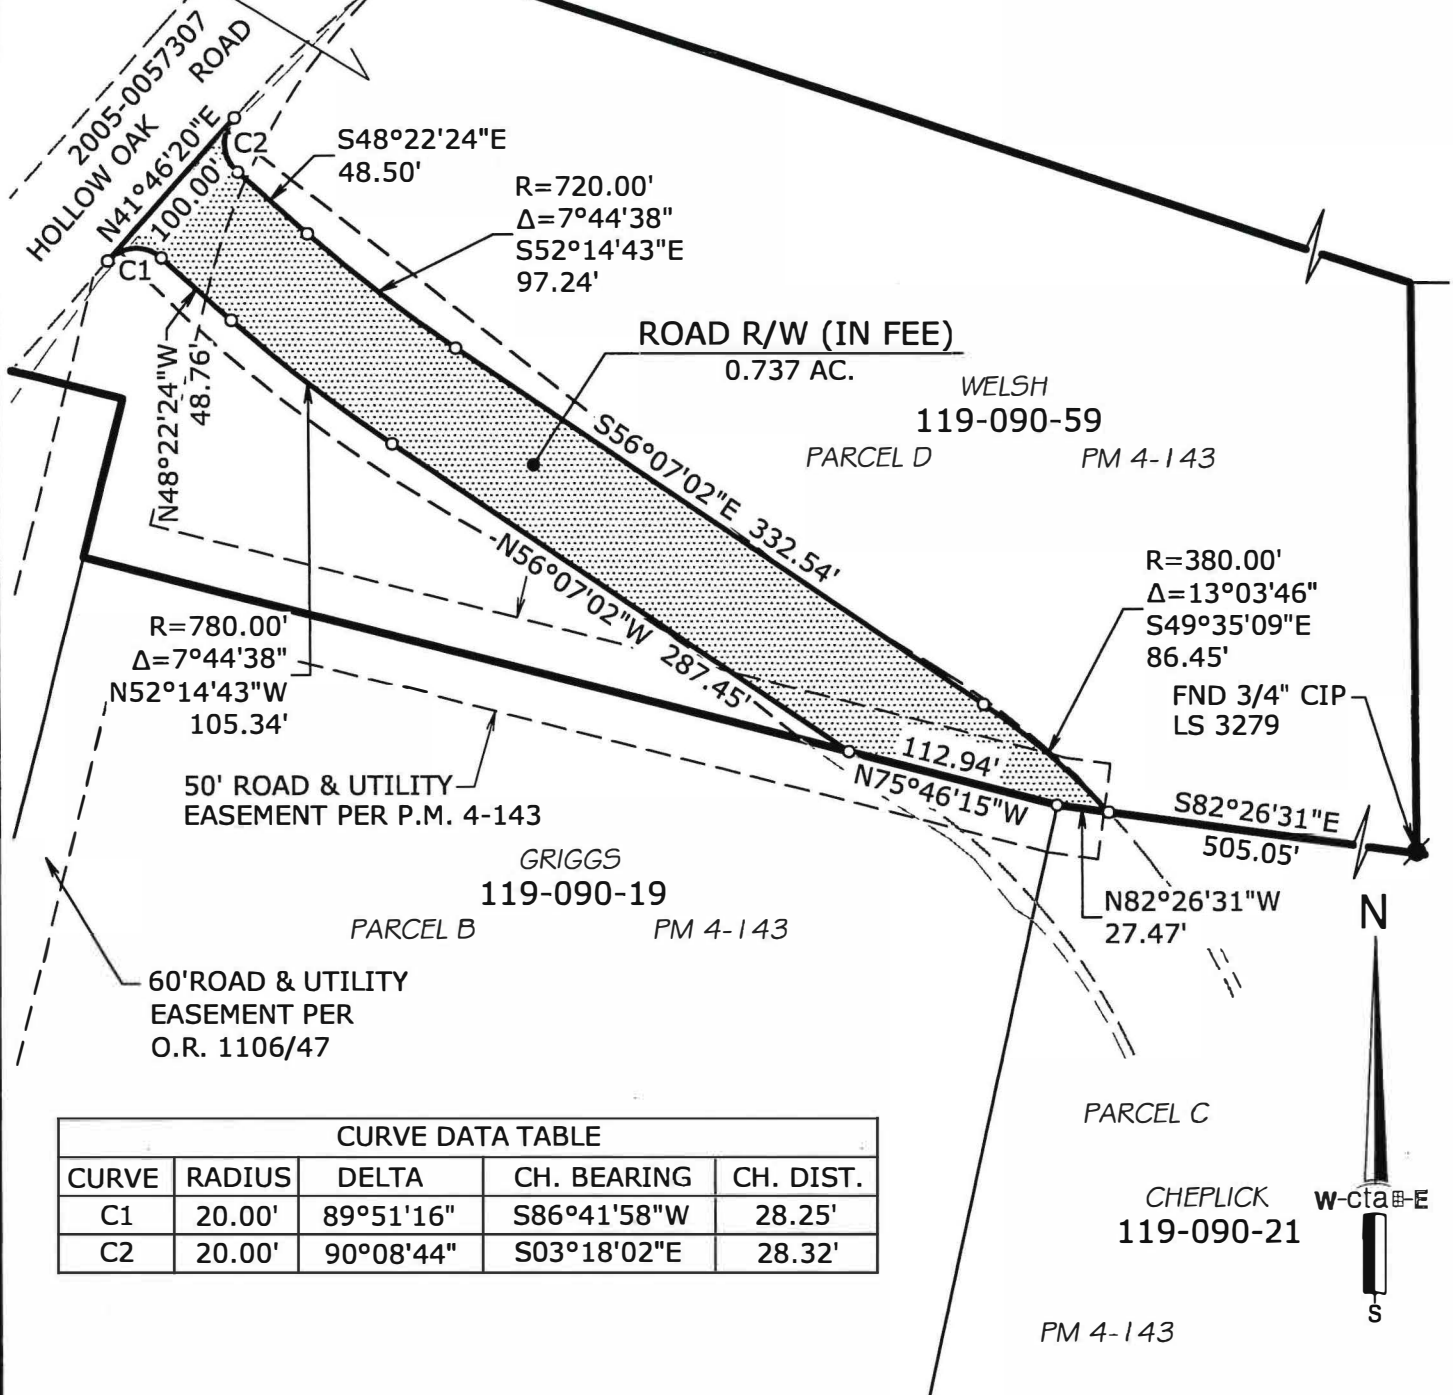 2005-0057307
HOLLOW OAK ROAD
N41°46'20"E
100.00'
C2
C1
S48°22'24"E
48.50'
R=720.00'
Δ=7°44'38"
S52°14'43"E
97.24'
ROAD R/W (IN FEE)
0.737 AC.
WELSH
119-090-59
PARCEL D
PM 4-143
N48°22'24"W
48.76'
S56°07'02"E 332.54'
N56°07'02"W 287.45'
R=380.00'
Δ=13°03'46"
S49°35'09"E
86.45'
FND 3/4" CIP
LS 3279
R=780.00'
Δ=7°44'38"
N52°14'43"W
105.34'
112.94'
N75°46'15"W
S82°26'31"E
505.05'
50' ROAD & UTILITY
EASEMENT PER P.M. 4-143
GRIGGS
119-090-19
PARCEL B
PM 4-143
N82°26'31"W
27.47'
N
60'ROAD & UTILITY
EASEMENT PER
O.R. 1106/47
PARCEL C
CHEPLICK
119-090-21
PM 4-143
W-cta-E
S
CURVE DATA TABLE
CURVE RADIUS DELTA CH. BEARING CH. DIST.
C1 20.00' 89°51'16" S86°41'58"W 28.25'
C2 20.00' 90°08'44" S03°18'02"E 28.32'